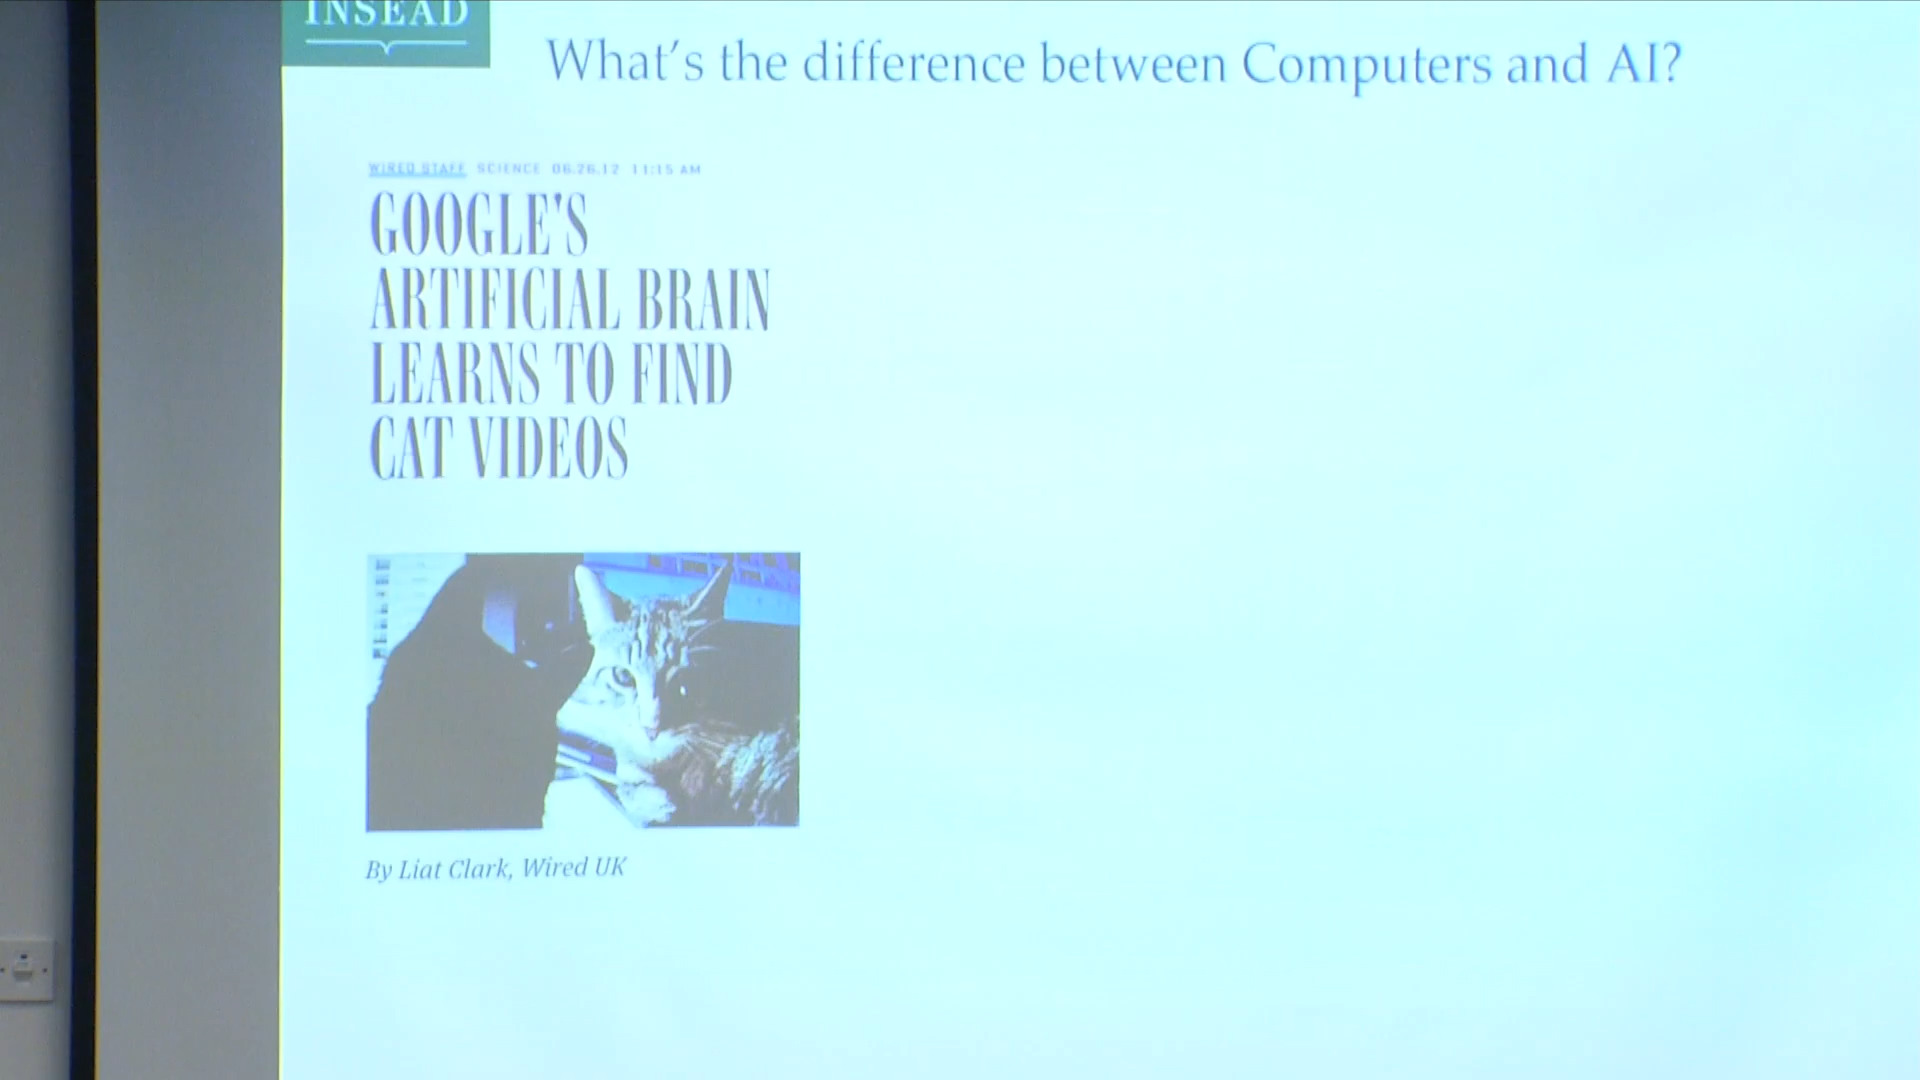 INSEAD
What's the difference between Computers and AI?
WIRED STAFF SCIENCE 06.26.12 11:15 AM
GOOGLE'S
ARTIFICIAL BRAIN
LEARNS TO FIND
CAT VIDEOS
By Liat Clark, Wired UK